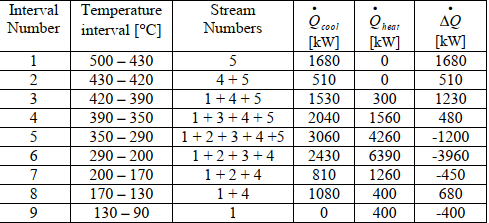 Interval Number Temperature interval [°C] Stream Numbers Q̇cool [kW] Q̇heat [kW] ΔQ̇ [kW]
1 500 – 430 5 1680 0 1680
2 430 – 420 4 + 5 510 0 510
3 420 – 390 1 + 4 + 5 1530 300 1230
4 390 – 350 1 + 3 + 4 + 5 2040 1560 480
5 350 – 290 1 + 2 + 3 + 4 +5 3060 4260 -1200
6 290 – 200 1 + 2 + 3 + 4 2430 6390 -3960
7 200 – 170 1 + 2 + 4 810 1260 -450
8 170 – 130 1 + 4 1080 400 680
9 130 – 90 1 0 400 -400